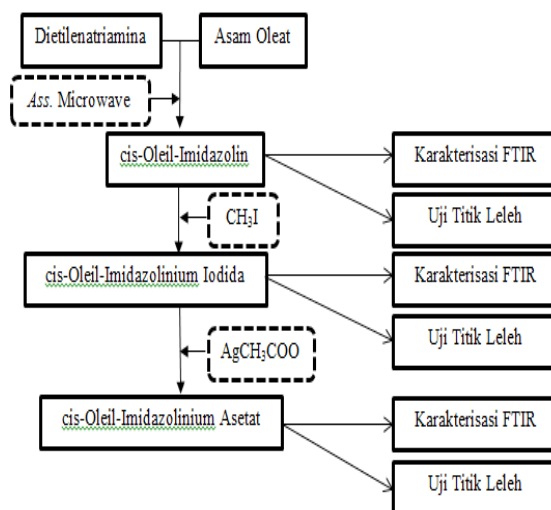 Dietilenatriamina
Asam Oleat
Ass. Microwave
cis-Oleil-Imidazolin
Karakterisasi FTIR
Uji Titik Leleh
CH₃I
cis-Oleil-Imidazolinium Iodida
Karakterisasi FTIR
Uji Titik Leleh
AgCH₃COO
cis-Oleil-Imidazolinium Asetat
Karakterisasi FTIR
Uji Titik Leleh